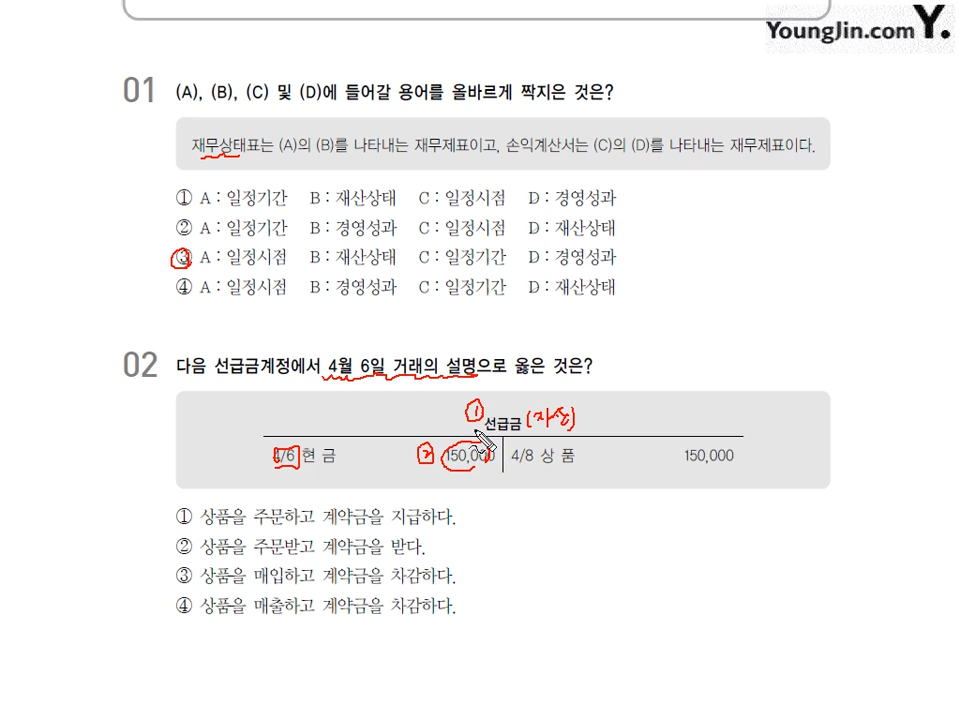 YoungJin.com Y.
01 (A), (B), (C) 및 (D)에 들어갈 용어를 올바르게 짝지은 것은?
재무상태표는 (A)의 (B)를 나타내는 재무제표이고, 손익계산서는 (C)의 (D)를 나타내는 재무제표이다.
① A : 일정기간 B : 재산상태 C : 일정시점 D : 경영성과
② A : 일정기간 B : 경영성과 C : 일정시점 D : 재산상태
③ A : 일정시점 B : 재산상태 C : 일정기간 D : 경영성과
④ A : 일정시점 B : 경영성과 C : 일정기간 D : 재산상태
02 다음 선급금계정에서 4월 6일 거래의 설명으로 옳은 것은?
① 선급금 (자산)
4/6 현 금 ② 150,000 4/8 상 품 150,000
① 상품을 주문하고 계약금을 지급하다.
② 상품을 주문받고 계약금을 받다.
③ 상품을 매입하고 계약금을 차감하다.
④ 상품을 매출하고 계약금을 차감하다.